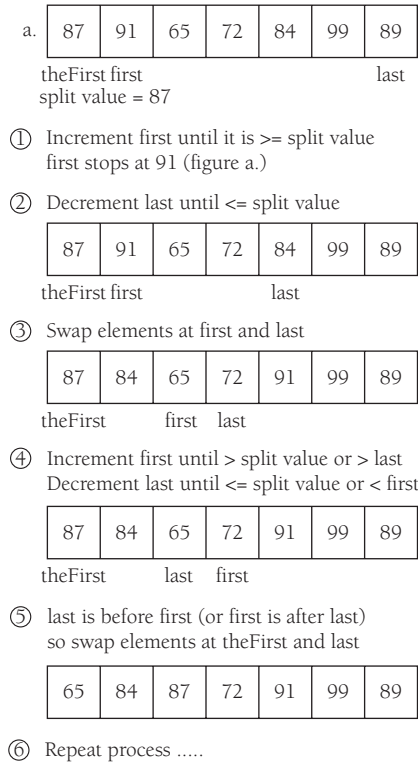 a. 87 91 65 72 84 99 89
theFirst first last
split value = 87
① Increment first until it is >= split value
first stops at 91 (figure a.)
② Decrement last until <= split value
87 91 65 72 84 99 89
theFirst first last
③ Swap elements at first and last
87 84 65 72 91 99 89
theFirst first last
④ Increment first until > split value or > last
Decrement last until <= split value or < first
87 84 65 72 91 99 89
theFirst last first
⑤ last is before first (or first is after last)
so swap elements at theFirst and last
65 84 87 72 91 99 89
⑥ Repeat process .....